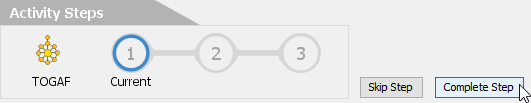 Activity Steps
1 2 3
TOGAF Current
Skip Step Complete Step